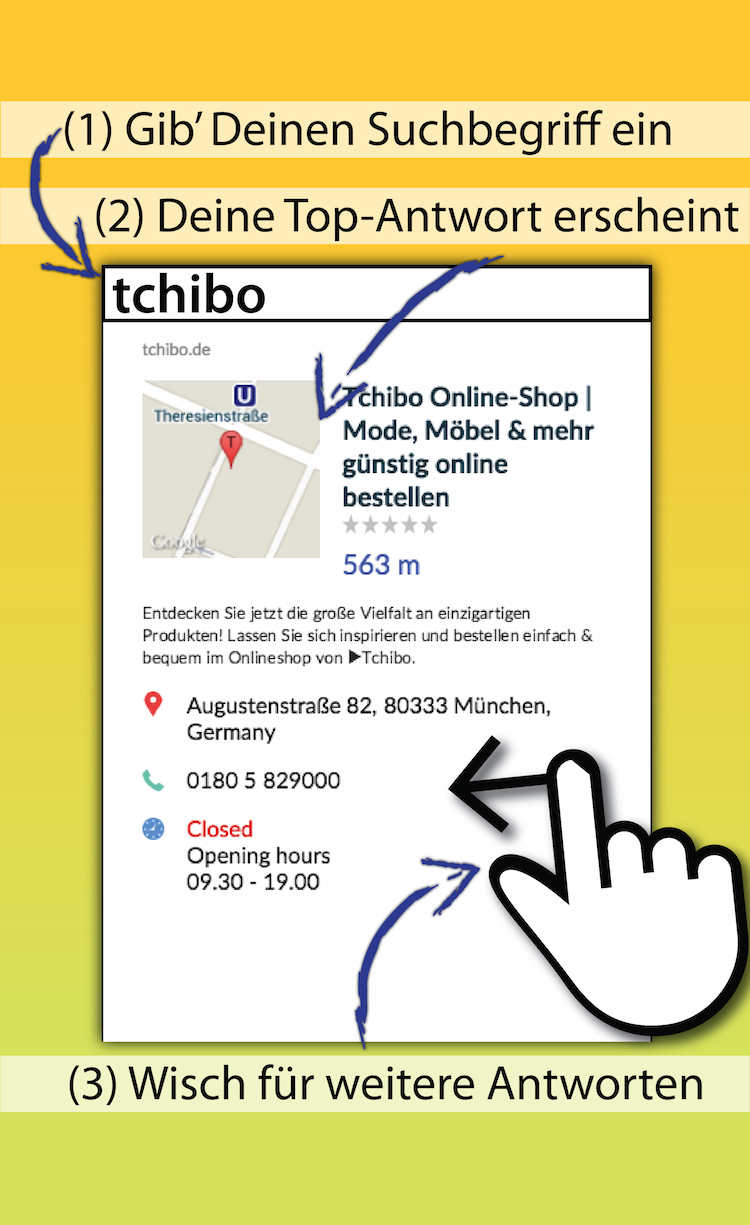 (1) Gib’ Deinen Suchbegriff ein
(2) Deine Top-Antwort erscheint
tchibo
tchibo.de
U
Theresienstraße
T
Google
Tchibo Online-Shop |
Mode, Möbel & mehr
günstig online
bestellen
563 m
Entdecken Sie jetzt die große Vielfalt an einzigartigen
Produkten! Lassen Sie sich inspirieren und bestellen einfach &
bequem im Onlineshop von ▶Tchibo.
Augustenstraße 82, 80333 München,
Germany
0180 5 829000
Closed
Opening hours
09.30 - 19.00
(3) Wisch für weitere Antworten